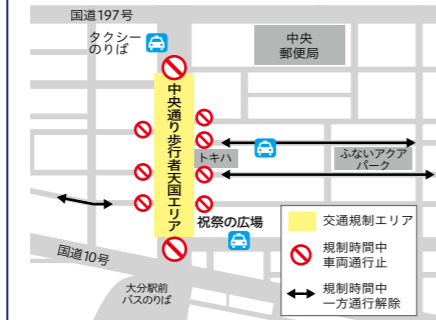 国道197号
タクシー
のりば
中央
郵便局
中央通り歩行者天国エリア
トキハ
ふないアクア
パーク
祝祭の広場
国道10号
大分駅前
バスのりば
交通規制エリア
規制時間中
車両通行止
規制時間中
一方通行解除